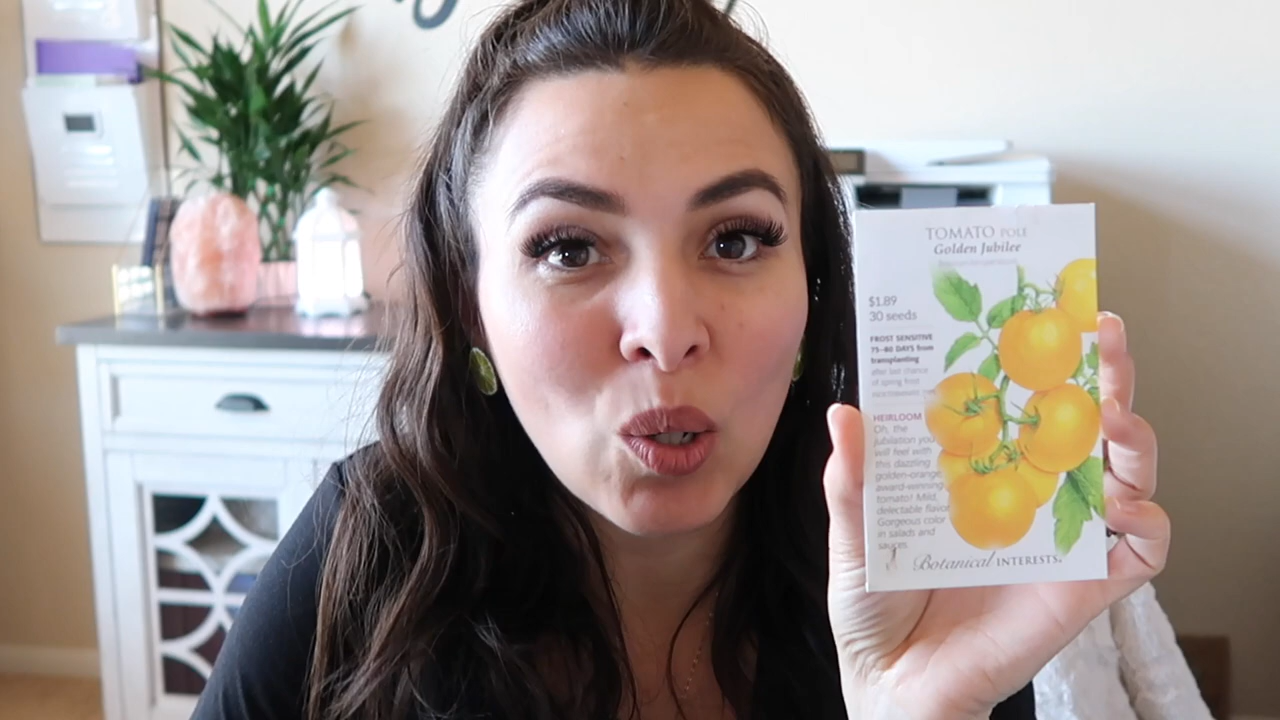 TOMATO POLE
Golden Jubilee
$1.89
30 seeds
FROST SENSITIVE
75–80 DAYS from
transplanting
after last chance
of spring frost
HEIRLOOM
Oh, the
jubilation you
will feel with
this dazzling
golden-orange
award-winning
tomato! Mild,
delectable flavor
Gorgeous color
in salads and
sauces.
Botanical INTERESTS.